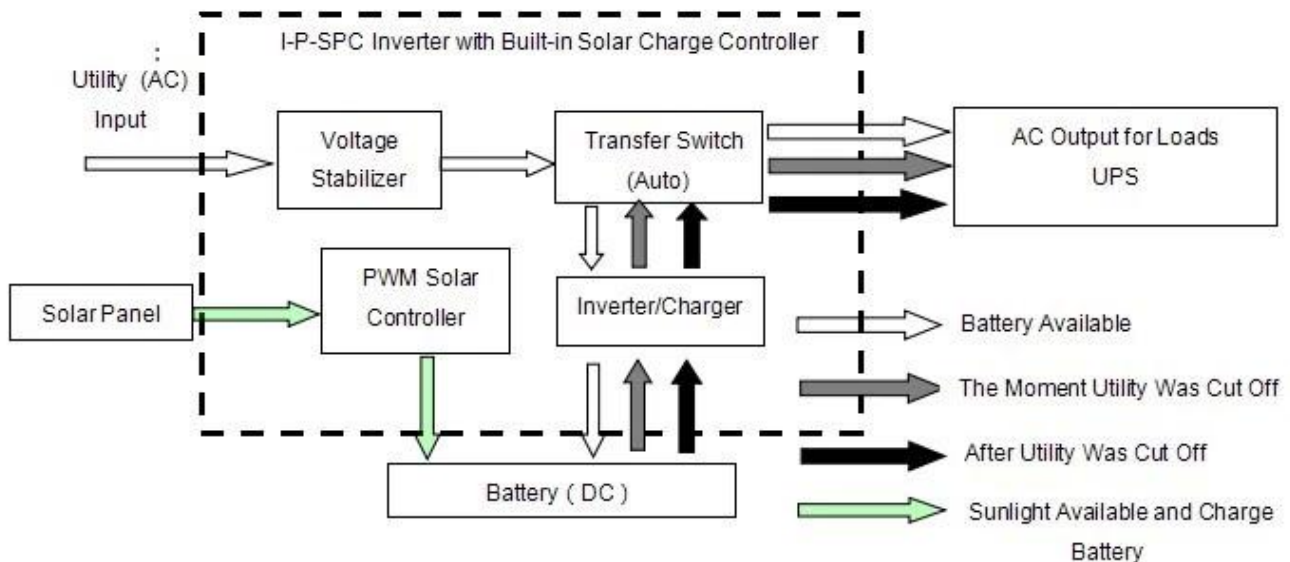 I-P-SPC Inverter with Built-in Solar Charge Controller
:
Utility (AC)
Input
Voltage
Stabilizer
Transfer Switch
(Auto)
AC Output for Loads
UPS
Solar Panel
PWM Solar
Controller
Inverter/Charger
Battery ( DC )
Battery Available
The Moment Utility Was Cut Off
After Utility Was Cut Off
Sunlight Available and Charge
Battery